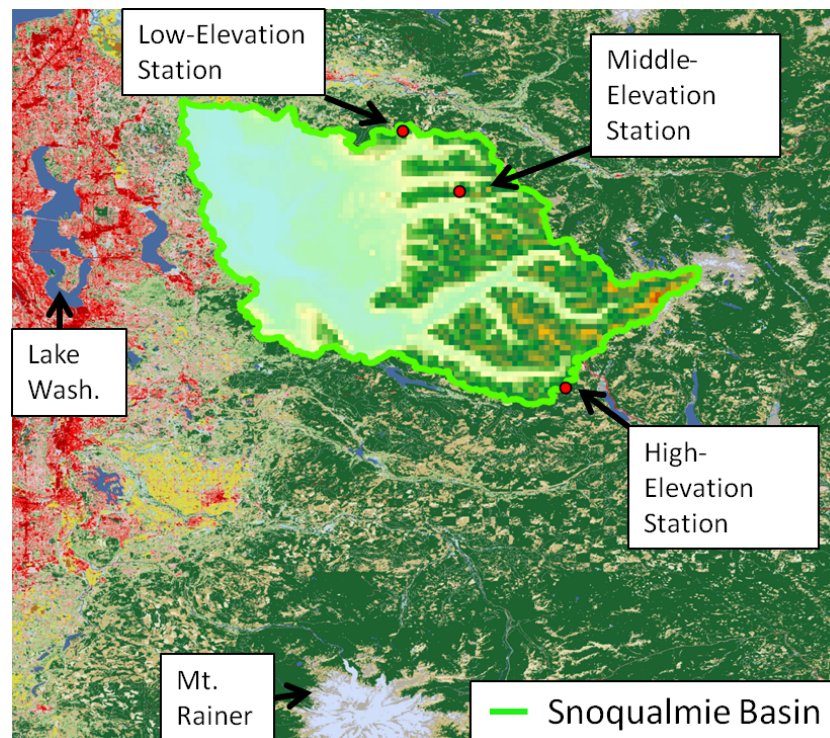 Low-Elevation
Station
Middle-
Elevation
Station
Lake
Wash.
High-
Elevation
Station
Mt.
Rainer
Snoqualmie Basin